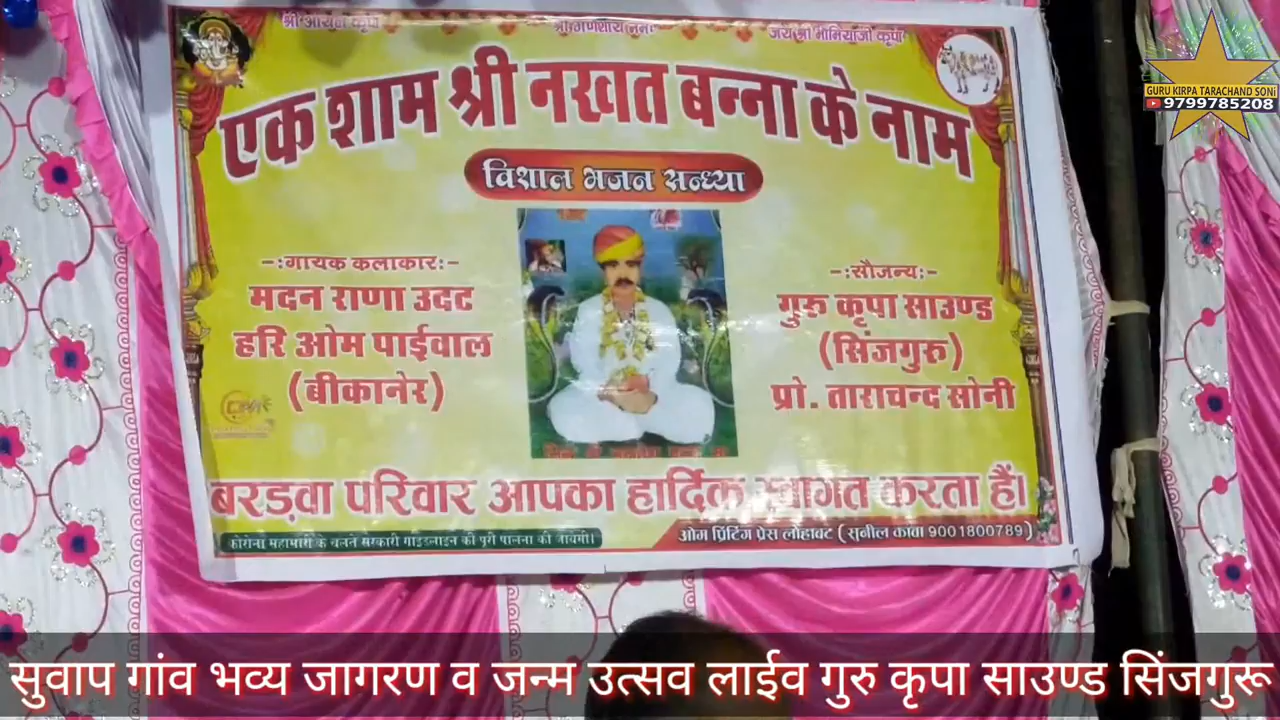 श्री गणेशाय नमः
GURU KIRPA TARACHAND SONi
9799785208
एक शाम श्री नखत बन्ना के नाम
विशाल भजन सन्ध्या
-:गायक कलाकार:-
मदन राणा उदट
हरि ओम पाईवाल
(बीकानेर)
-:सौजन्य:-
गुरू कृपा साउण्ड
(सिंजगुरू)
प्रो. ताराचन्द सोनी
बरड़वा परिवार आपका हार्दिक स्वागत करता हैं।
कोरोना महामारी के चलते सरकारी गाइडलाइन की पुरी पालना की जायेगी।
ओम प्रिंटिंग प्रेस लोहावट (सुनील कावा 9001800789)
सुवाप गांव भव्य जागरण व जन्म उत्सव लाईव गुरु कृपा साउण्ड सिंजगुरू